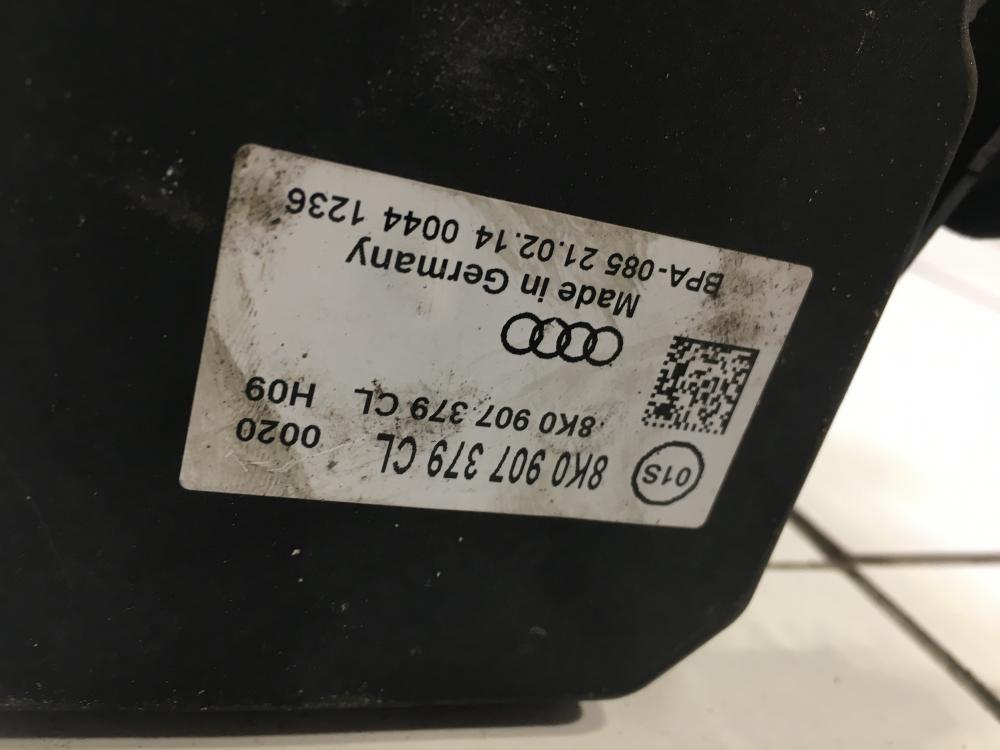 01S 8K0 907 379 CL 0020
8K0 907 379 CL H09
Made in Germany
BPA-085 21.02.14 0044 1236